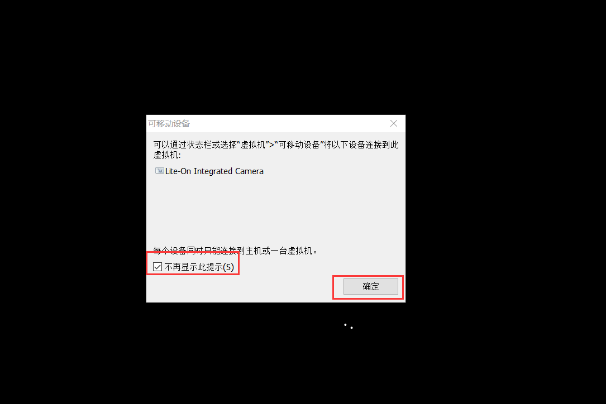 可移动设备
可以通过状态栏或选择"虚拟机">"可移动设备"将以下设备连接到此
虚拟机:
Lite-On Integrated Camera
每个设备同时只能连接到主机或一台虚拟机。
不再显示此提示(S)
确定